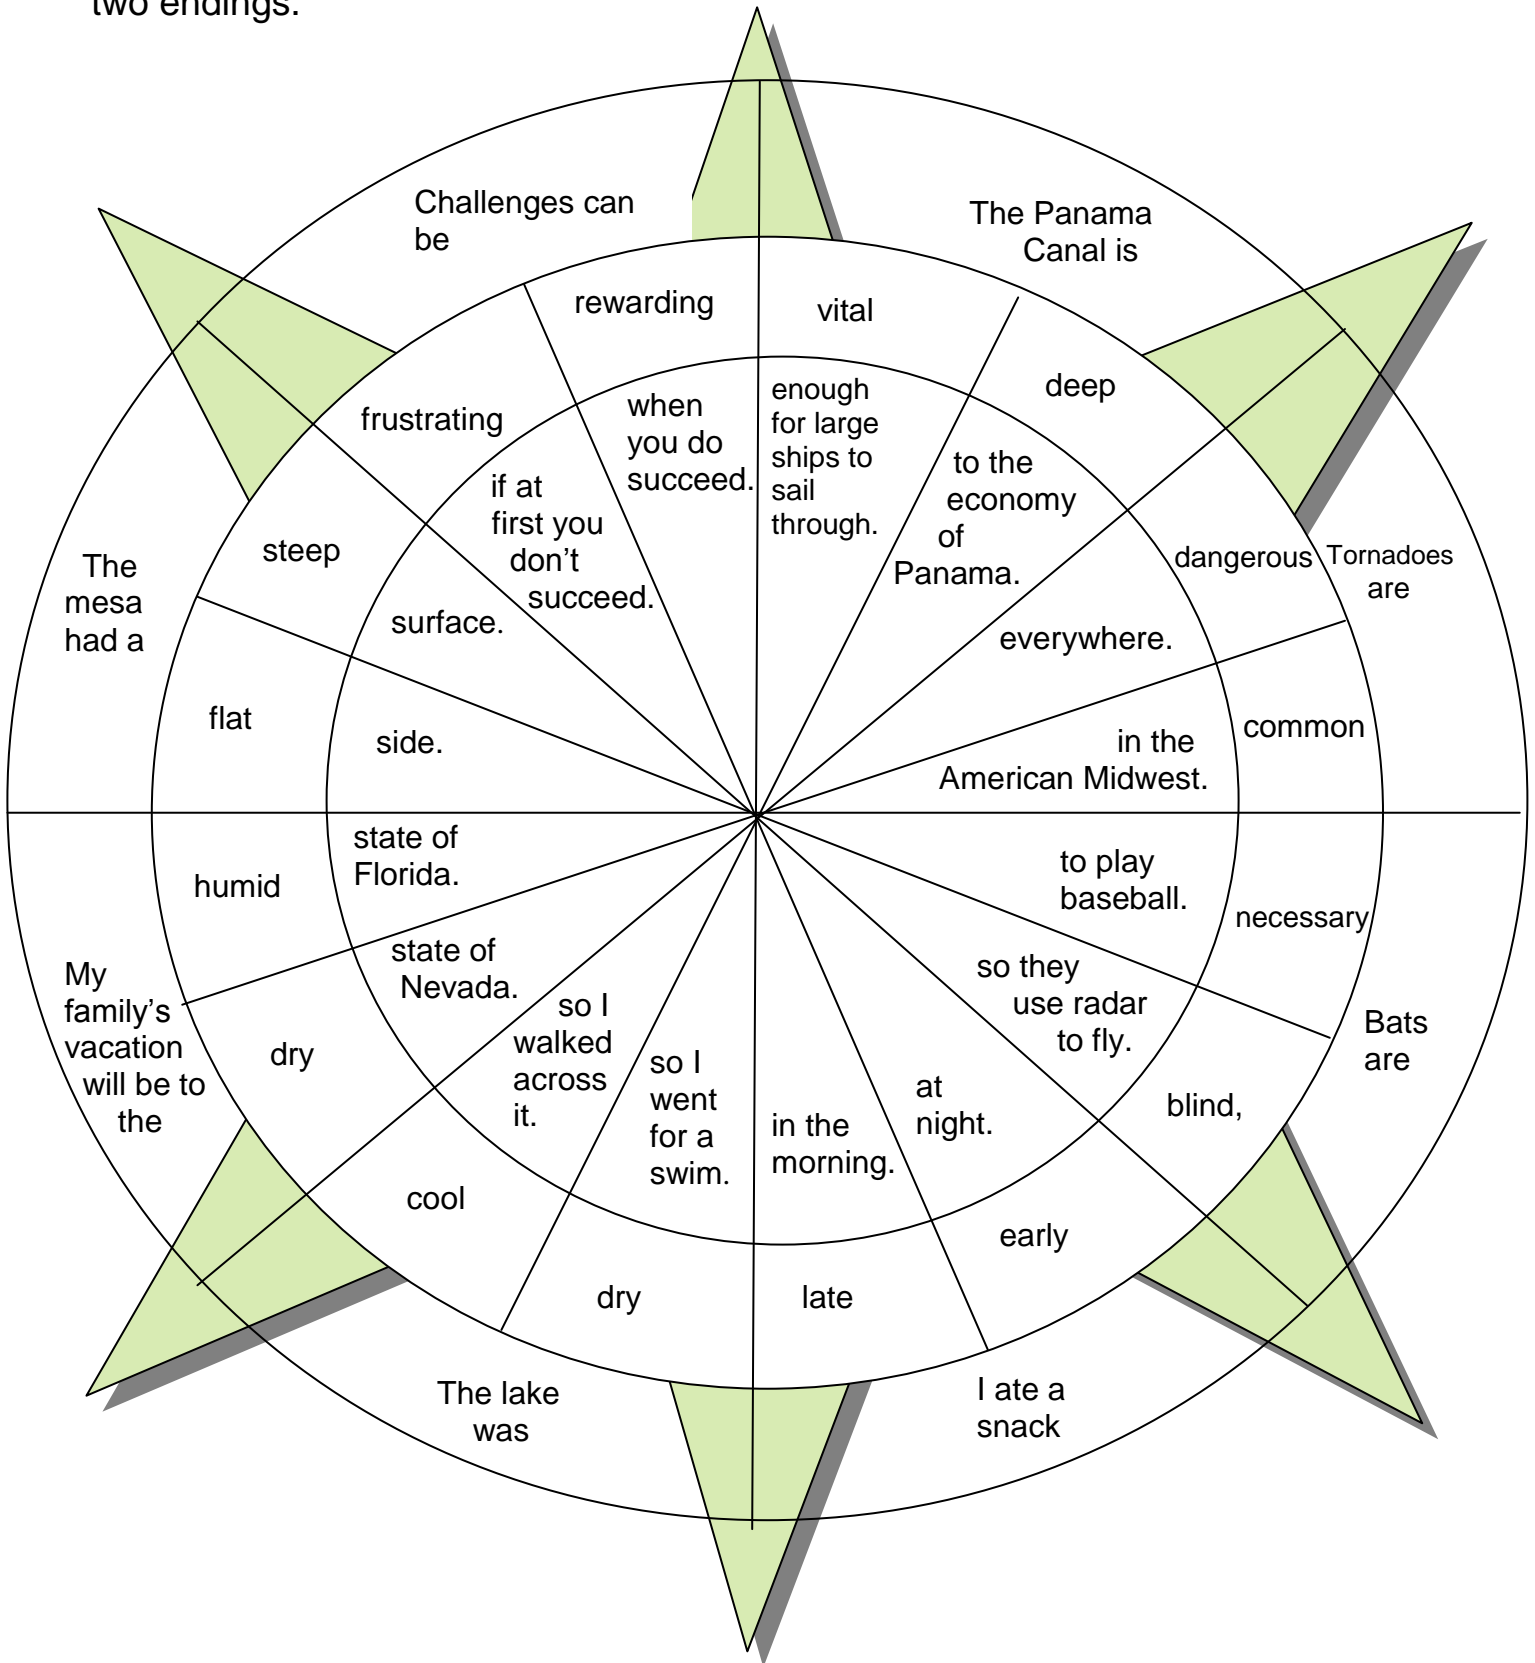 two endings.
Challenges can
be
The Panama
Canal is
rewarding
vital
frustrating
deep
when
you do
succeed.
enough
for large
ships to
sail
through.
if at
first you
don’t
succeed.
to the
economy
of
Panama.
steep
surface.
everywhere.
dangerous
Tornadoes
are
The
mesa
had a
flat
side.
in the
American Midwest.
common
humid
state of
Florida.
to play
baseball.
necessary
My
family’s
vacation
will be to
the
dry
state of
Nevada.
so they
use radar
to fly.
Bats
are
blind,
so I
walked
across
it.
so I
went
for a
swim.
in the
morning.
at
night.
cool
early
dry
late
The lake
was
I ate a
snack